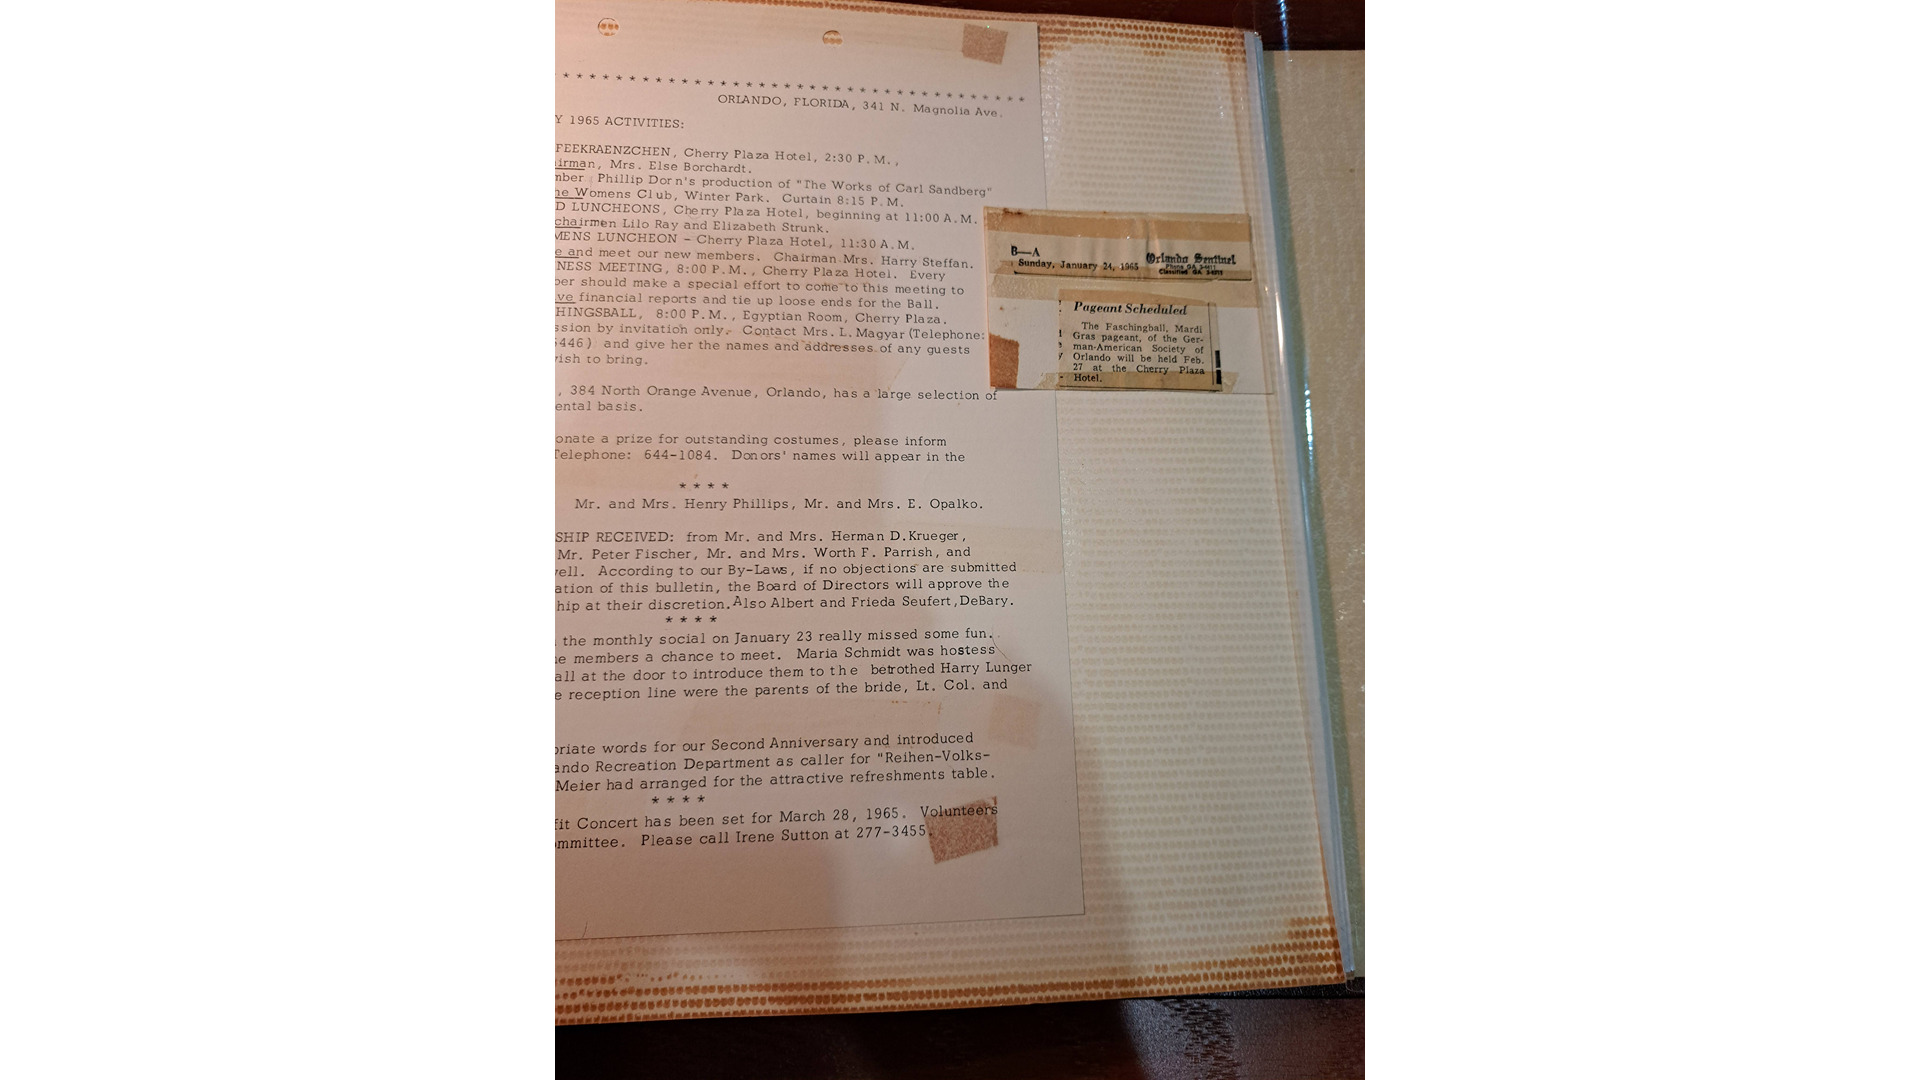 * * * * * * * * * * * * * * * * * * * * * * * * * * * * * * * * * * * *
ORLANDO, FLORIDA, 341 N. Magnolia Ave.
Y 1965 ACTIVITIES:
FEEKRAENZCHEN, Cherry Plaza Hotel, 2:30 P.M.,
airman, Mrs. Else Borchardt.
mber Phillip Dorn's production of "The Works of Carl Sandberg"
he Womens Club, Winter Park. Curtain 8:15 P.M.
D LUNCHEONS, Cherry Plaza Hotel, beginning at 11:00 A.M.
chairmen Lilo Ray and Elizabeth Strunk.
MENS LUNCHEON - Cherry Plaza Hotel, 11:30 A.M.
e and meet our new members. Chairman Mrs. Harry Steffan.
NESS MEETING, 8:00 P.M., Cherry Plaza Hotel. Every
ber should make a special effort to come to this meeting to
ve financial reports and tie up loose ends for the Ball.
HINGSBALL, 8:00 P.M., Egyptian Room, Cherry Plaza.
ssion by invitation only. Contact Mrs. L. Magyar (Telephone:
446) and give her the names and addresses of any guests
wish to bring.
, 384 North Orange Avenue, Orlando, has a large selection of
ental basis.
onate a prize for outstanding costumes, please inform
Telephone: 644-1084. Donors' names will appear in the
* * * *
Mr. and Mrs. Henry Phillips, Mr. and Mrs. E. Opalko.
SHIP RECEIVED: from Mr. and Mrs. Herman D.Krueger,
Mr. Peter Fischer, Mr. and Mrs. Worth F. Parrish, and
well. According to our By-Laws, if no objections are submitted
ation of this bulletin, the Board of Directors will approve the
hip at their discretion. Also Albert and Frieda Seufert, DeBary.
* * * *
the monthly social on January 23 really missed some fun.
e members a chance to meet. Maria Schmidt was hostess
all at the door to introduce them to the betrothed Harry Lunger
e reception line were the parents of the bride, Lt. Col. and
priate words for our Second Anniversary and introduced
ando Recreation Department as caller for "Reihen-Volks-
Meier had arranged for the attractive refreshments table.
* * * *
fit Concert has been set for March 28, 1965. Volunteers
ommittee. Please call Irene Sutton at 277-3455.
B—A
Sunday, January 24, 1965
Orlando Sentinel
Phone GA 3-4411
Classified GA
Pageant Scheduled
The Faschingball, Mardi
Gras pageant, of the Ger-
man-American Society of
Orlando will be held Feb.
27 at the Cherry Plaza
Hotel.